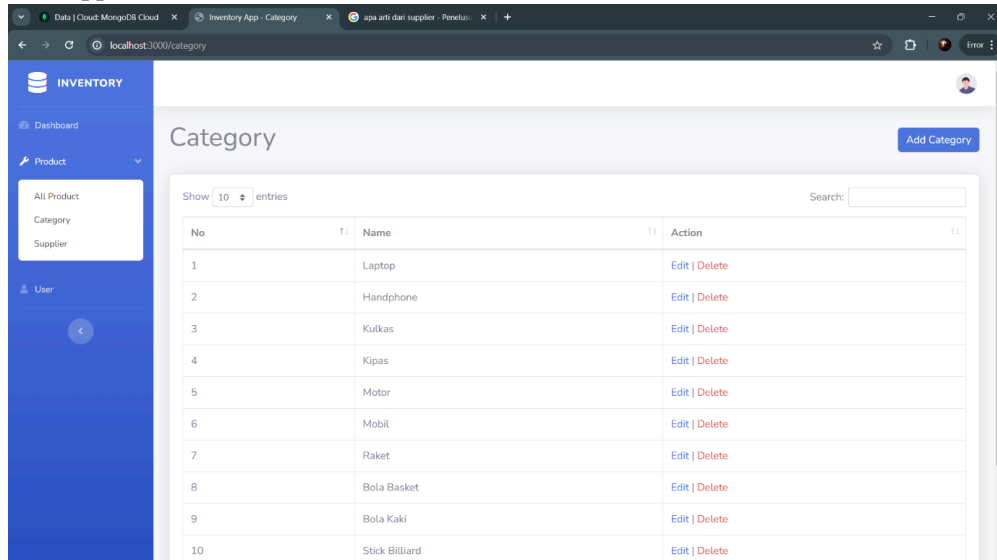 Data | Cloud: MongoDB Cloud
Inventory App - Category
apa arti dari supplier - Penelus
localhost:3000/category
Error
INVENTORY
Dashboard
Product
All Product
Category
Supplier
User
Category
Add Category
Show 10 entries
Search:
No Name Action
1 Laptop Edit | Delete
2 Handphone Edit | Delete
3 Kulkas Edit | Delete
4 Kipas Edit | Delete
5 Motor Edit | Delete
6 Mobil Edit | Delete
7 Raket Edit | Delete
8 Bola Basket Edit | Delete
9 Bola Kaki Edit | Delete
10 Stick Billiard Edit | Delete